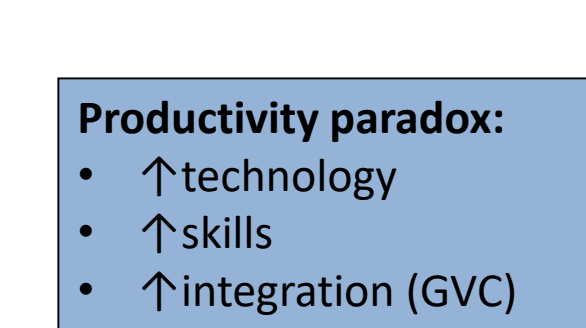 Productivity paradox:
• ↑technology
• ↑skills
• ↑integration (GVC)